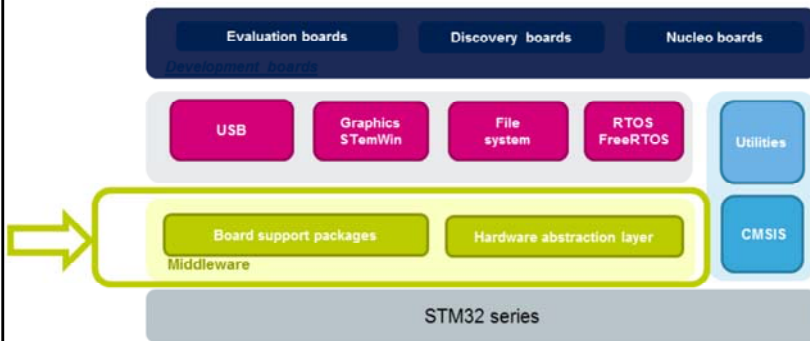 Evaluation boards
Discovery boards
Nucleo boards
Development boards
USB
Graphics
STemWin
File
system
RTOS
FreeRTOS
Utilities
Board support packages
Hardware abstraction layer
CMSIS
Middleware
STM32 series